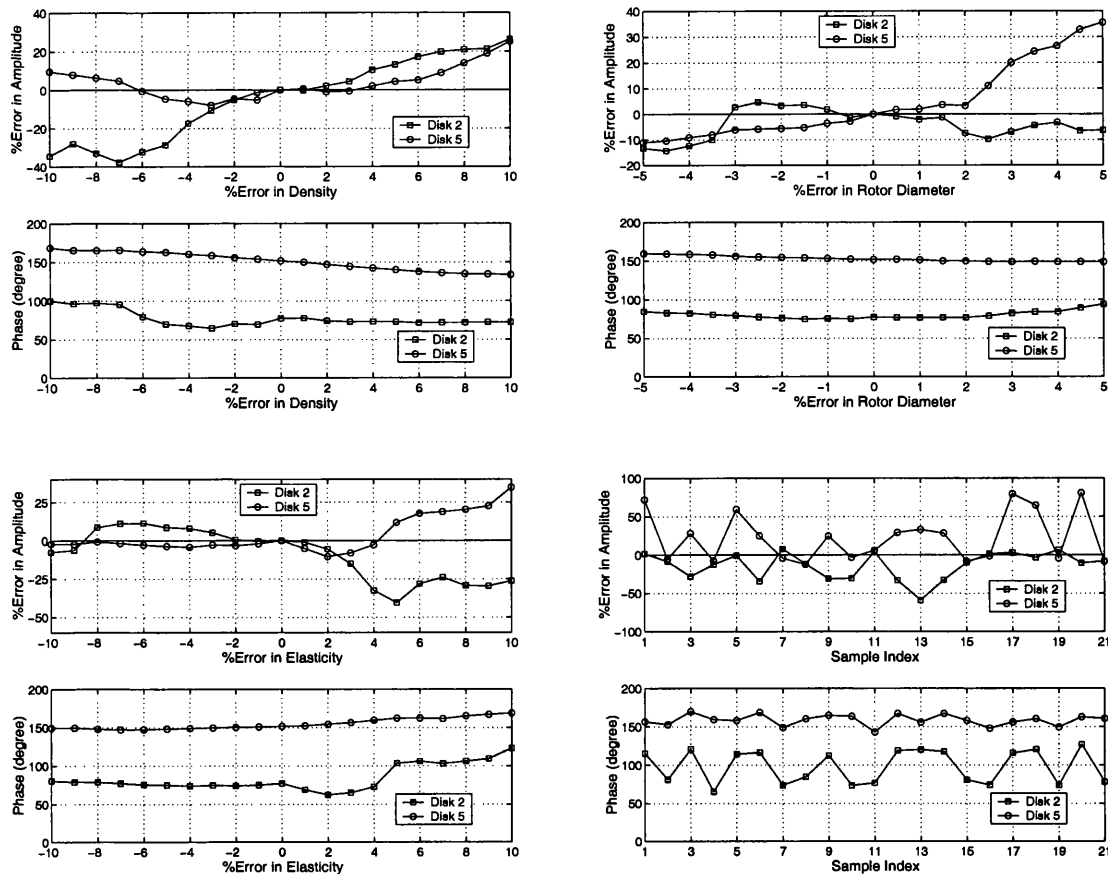 %Error in Amplitude
40
20
0
-20
-40
Disk 2
Disk 5
-10 -8 -6 -4 -2 0 2 4 6 8 10
%Error in Density
Phase (degree)
200
150
100
50
0
Disk 2
Disk 5
-10 -8 -6 -4 -2 0 2 4 6 8 10
%Error in Density
%Error in Amplitude
40
30
20
10
0
-10
-20
Disk 2
Disk 5
-5 -4 -3 -2 -1 0 1 2 3 4 5
%Error in Rotor Diameter
Phase (degree)
200
150
100
50
0
Disk 2
Disk 5
-5 -4 -3 -2 -1 0 1 2 3 4 5
%Error in Rotor Diameter
%Error in Amplitude
25
0
-25
-50
Disk 2
Disk 5
-10 -8 -6 -4 -2 0 2 4 6 8 10
%Error in Elasticity
Phase (degree)
200
150
100
50
0
Disk 2
Disk 5
-10 -8 -6 -4 -2 0 2 4 6 8 10
%Error in Elasticity
%Error in Amplitude
100
50
0
-50
-100
Disk 2
Disk 5
1 3 5 7 9 11 13 15 17 19 21
Sample Index
Phase (degree)
200
150
100
50
0
Disk 2
Disk 5
1 3 5 7 9 11 13 15 17 19 21
Sample Index